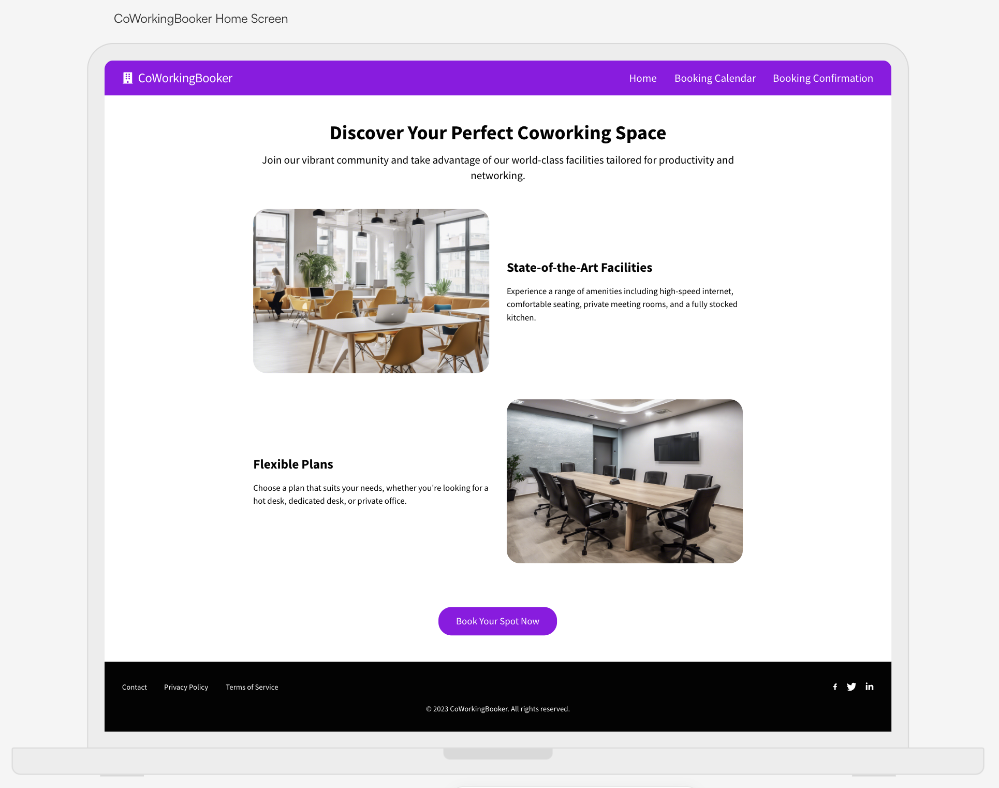 CoWorkingBooker Home Screen
CoWorkingBooker
Home Booking Calendar Booking Confirmation
Discover Your Perfect Coworking Space
Join our vibrant community and take advantage of our world-class facilities tailored for productivity and
networking.
State-of-the-Art Facilities
Experience a range of amenities including high-speed internet,
comfortable seating, private meeting rooms, and a fully stocked
kitchen.
Flexible Plans
Choose a plan that suits your needs, whether you're looking for a
hot desk, dedicated desk, or private office.
Book Your Spot Now
Contact Privacy Policy Terms of Service
© 2023 CoWorkingBooker. All rights reserved.